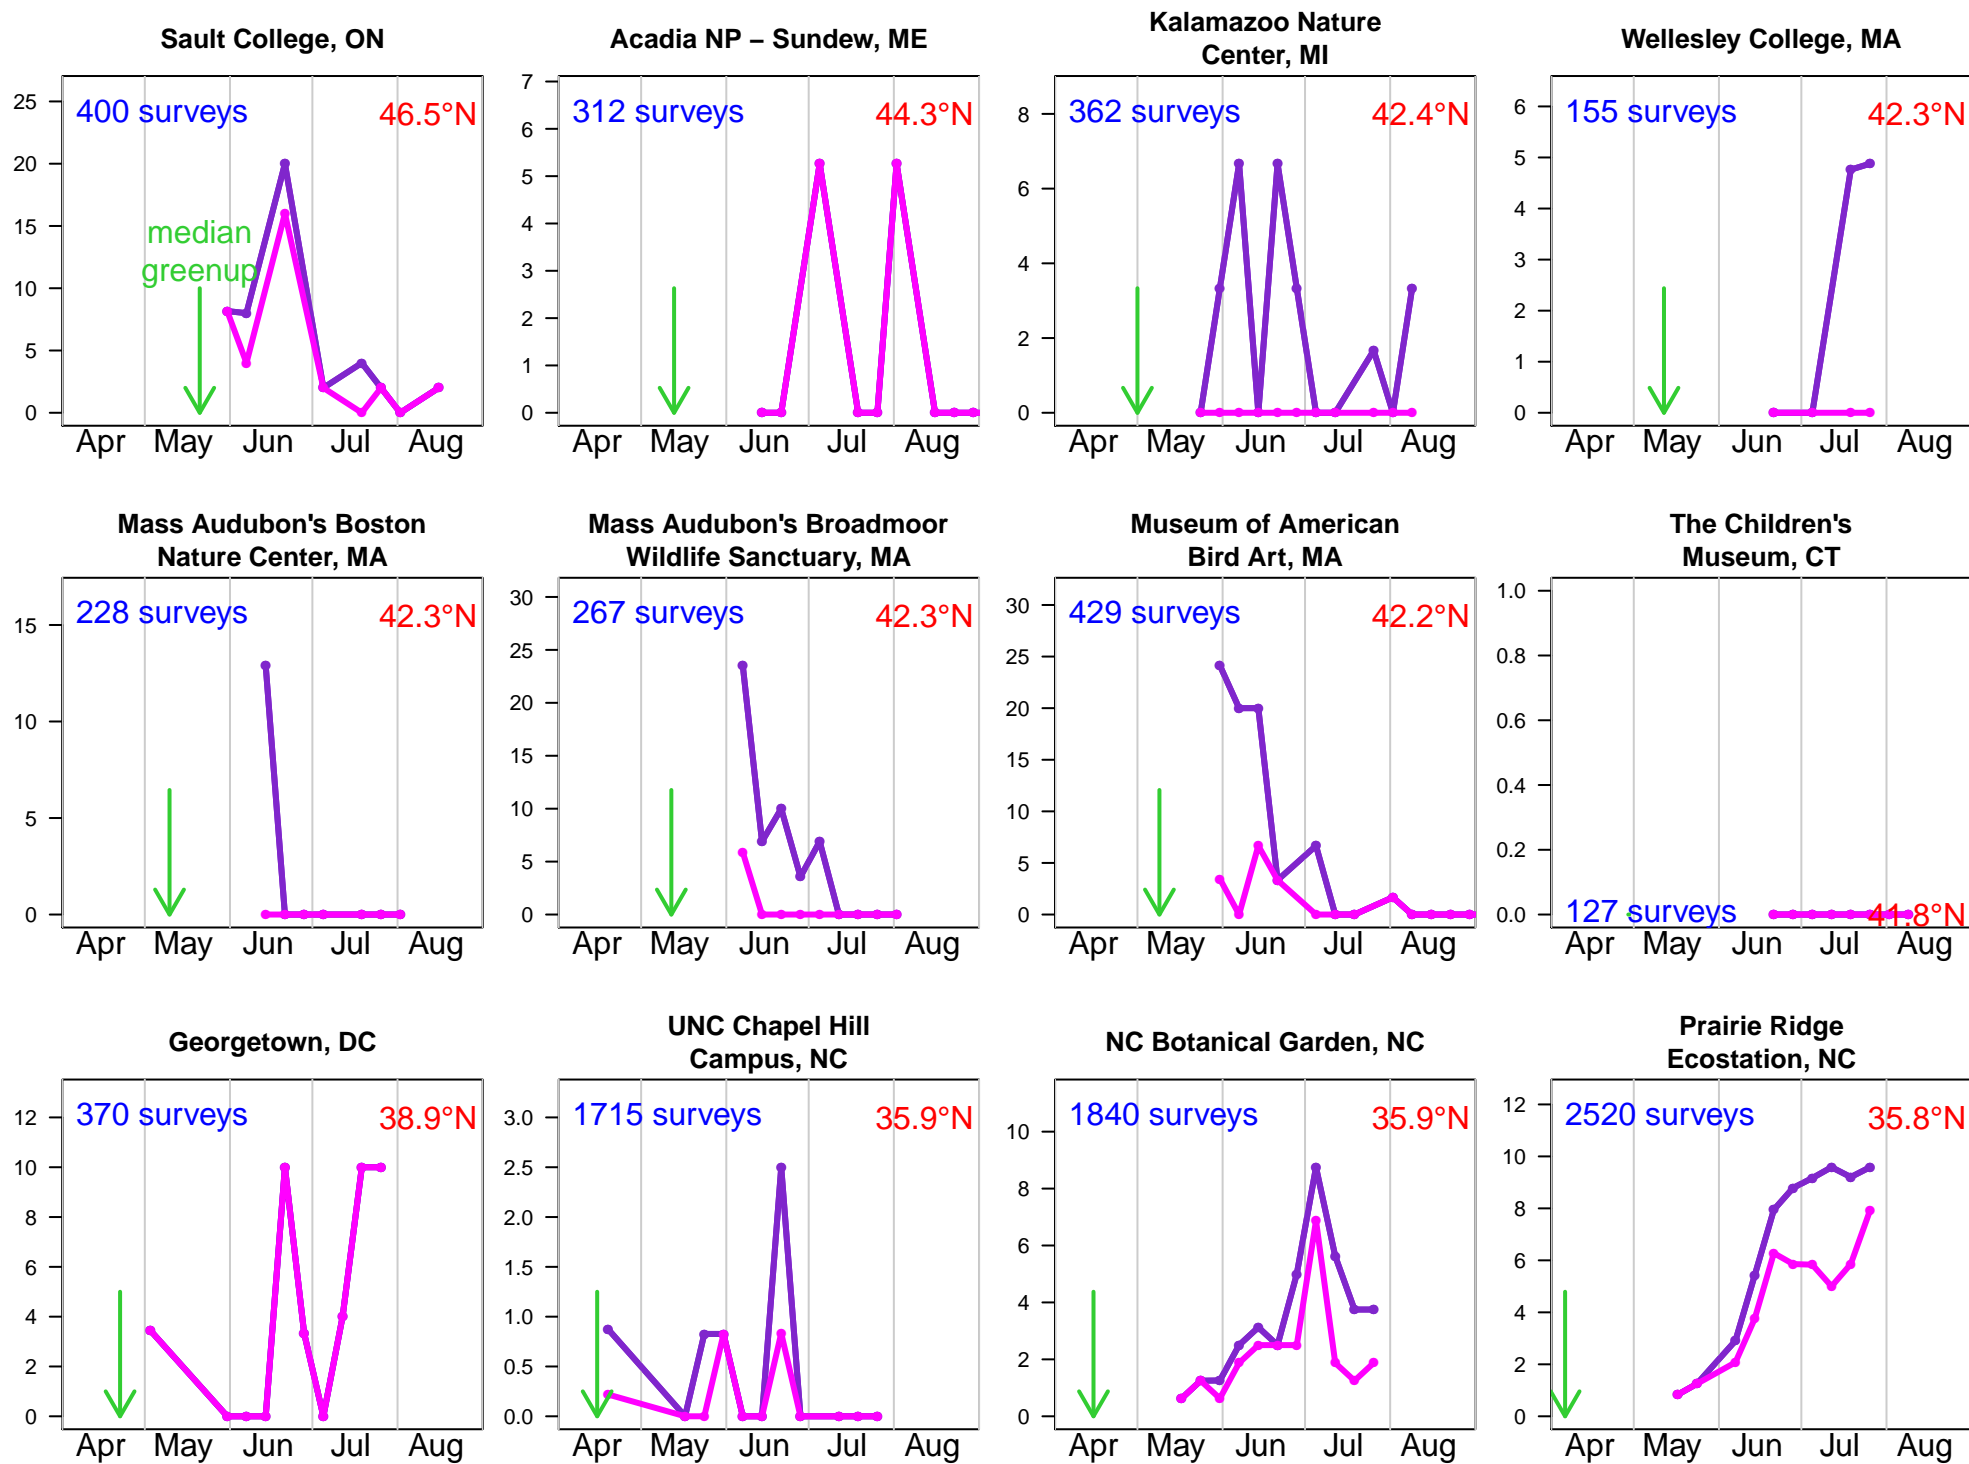 Sault College, ON
400 surveys
46.5°N
median
greenup
25
20
15
10
5
0
Apr May Jun Jul Aug
Acadia NP – Sundew, ME
312 surveys
44.3°N
7
6
5
4
3
2
1
0
Apr May Jun Jul Aug
Kalamazoo Nature
Center, MI
362 surveys
42.4°N
8
6
4
2
0
Apr May Jun Jul Aug
Wellesley College, MA
155 surveys
42.3°N
6
5
4
3
2
1
0
Apr May Jun Jul Aug
Mass Audubon's Boston
Nature Center, MA
228 surveys
42.3°N
15
10
5
0
Apr May Jun Jul Aug
Mass Audubon's Broadmoor
Wildlife Sanctuary, MA
267 surveys
42.3°N
30
25
20
15
10
5
0
Apr May Jun Jul Aug
Museum of American
Bird Art, MA
429 surveys
42.2°N
30
25
20
15
10
5
0
Apr May Jun Jul Aug
The Children's
Museum, CT
1.0
0.8
0.6
0.4
0.2
0.0
127 surveys
41.8°N
Apr May Jun Jul Aug
Georgetown, DC
370 surveys
38.9°N
12
10
8
6
4
2
0
Apr May Jun Jul Aug
UNC Chapel Hill
Campus, NC
1715 surveys
35.9°N
3.0
2.5
2.0
1.5
1.0
0.5
0.0
Apr May Jun Jul Aug
NC Botanical Garden, NC
1840 surveys
35.9°N
10
8
6
4
2
0
Apr May Jun Jul Aug
Prairie Ridge
Ecostation, NC
2520 surveys
35.8°N
12
10
8
6
4
2
0
Apr May Jun Jul Aug